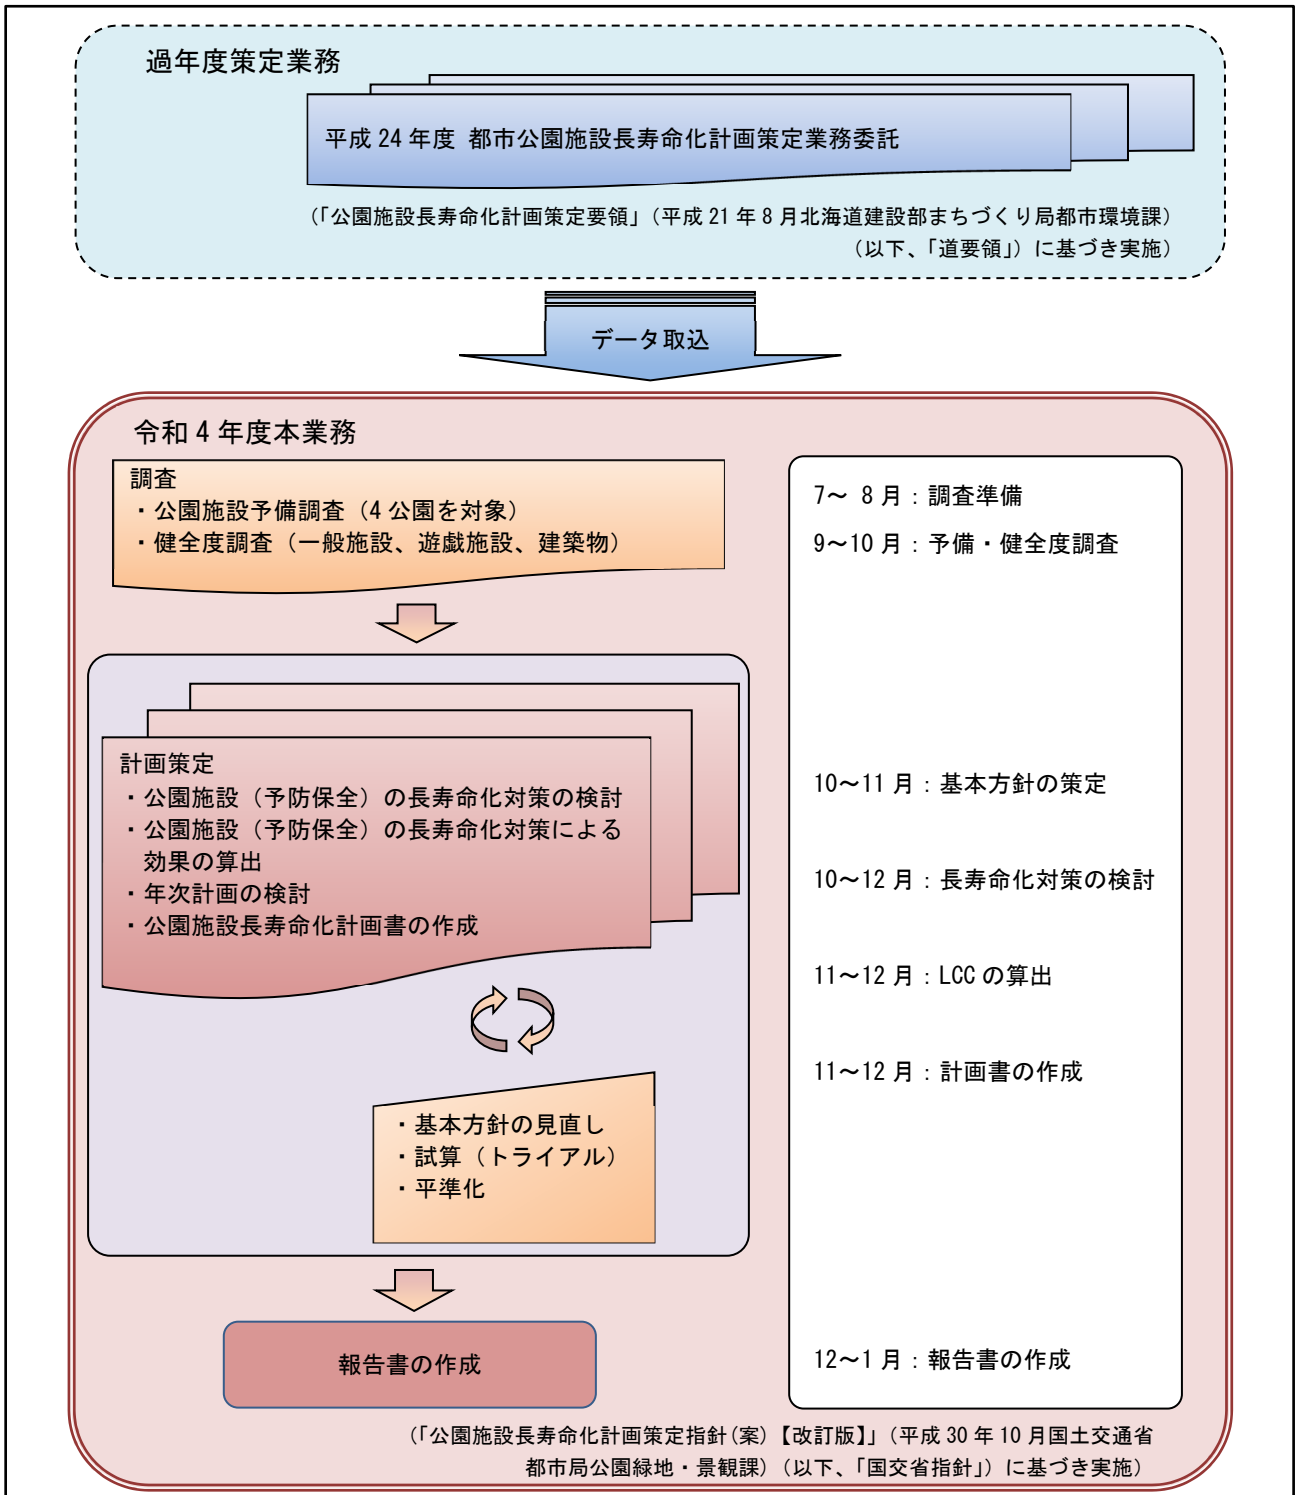 過年度策定業務
平成 24 年度 都市公園施設長寿命化計画策定業務委託
(「公園施設長寿命化計画策定要領」(平成 21 年 8 月北海道建設部まちづくり局都市環境課)
(以下、「道要領」) に基づき実施)
データ取込
令和 4 年度本業務
調査
・公園施設予備調査(4 公園を対象)
・健全度調査(一般施設、遊戯施設、建築物)
計画策定
・公園施設(予防保全)の長寿命化対策の検討
・公園施設(予防保全)の長寿命化対策による
効果の算出
・年次計画の検討
・公園施設長寿命化計画書の作成
・基本方針の見直し
・試算(トライアル)
・平準化
報告書の作成
7~ 8 月:調査準備
9~10 月:予備・健全度調査
10~11 月:基本方針の策定
10~12 月:長寿命化対策の検討
11~12 月:LCC の算出
11~12 月:計画書の作成
12~1 月:報告書の作成
(「公園施設長寿命化計画策定指針(案)【改訂版】」(平成 30 年 10 月国土交通省
都市局公園緑地・景観課)(以下、「国交省指針」) に基づき実施)